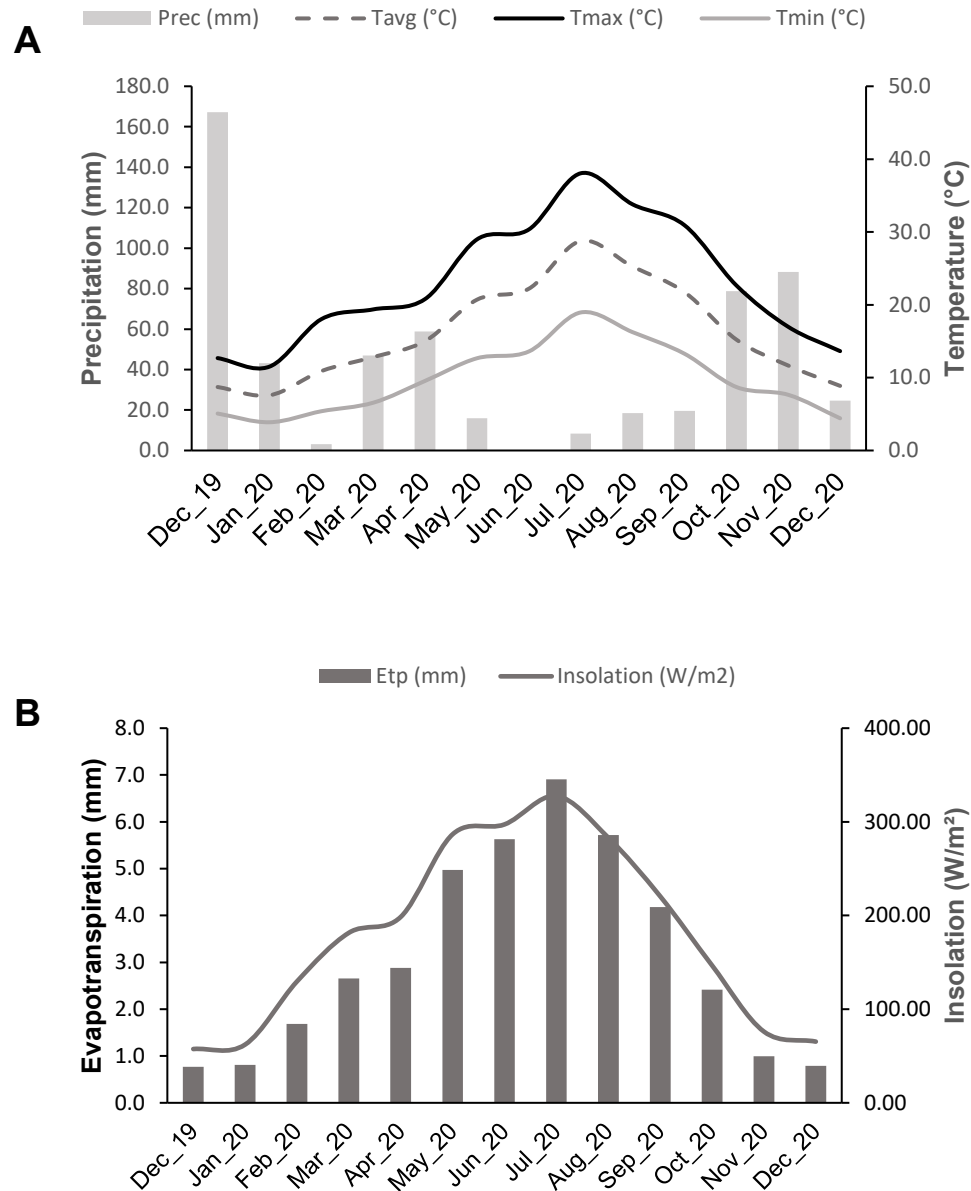 Prec (mm) Tavg (°C) Tmax (°C) Tmin (°C)
A
Precipitation (mm)
180.0
160.0
140.0
120.0
100.0
80.0
60.0
40.0
20.0
0.0
50.0
40.0
30.0
20.0
10.0
0.0
Temperature (°C)
Dec_19
Jan_20
Feb_20
Mar_20
Apr_20
May_20
Jun_20
Jul_20
Aug_20
Sep_20
Oct_20
Nov_20
Dec_20
Etp (mm) Insolation (W/m2)
B
Evapotranspiration (mm)
8.0
7.0
6.0
5.0
4.0
3.0
2.0
1.0
0.0
400.00
300.00
200.00
100.00
0.00
Insolation (W/m²)
Dec_19
Jan_20
Feb_20
Mar_20
Apr_20
May_20
Jun_20
Jul_20
Aug_20
Sep_20
Oct_20
Nov_20
Dec_20